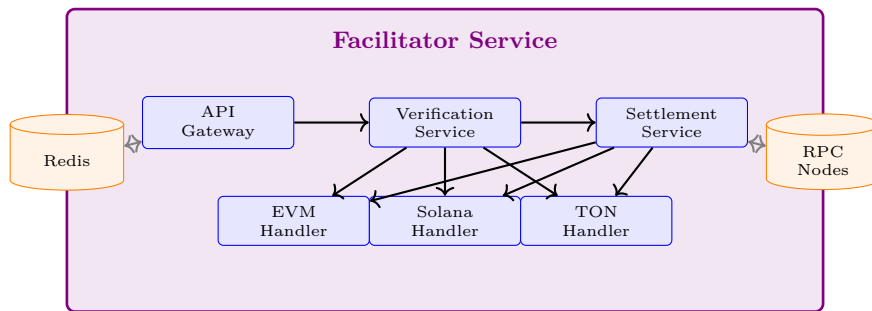 Facilitator Service
API
Gateway
Verification
Service
Settlement
Service
Redis
RPC
Nodes
EVM
Handler
Solana
Handler
TON
Handler